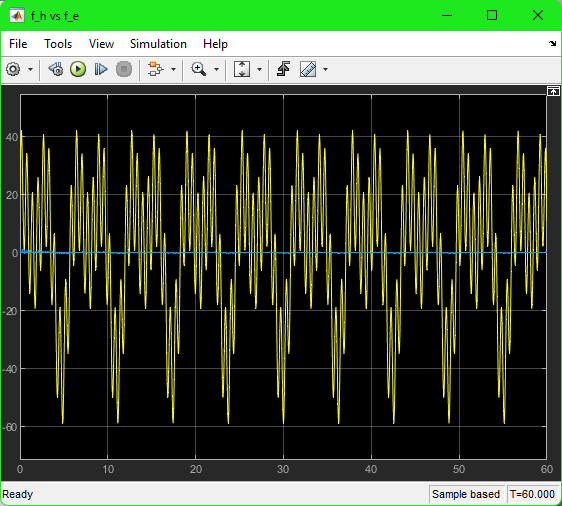 f_h vs f_e
File Tools View Simulation Help
40
20
0
-20
-40
-60
0 10 20 30 40 50 60
Ready Sample based T=60.000